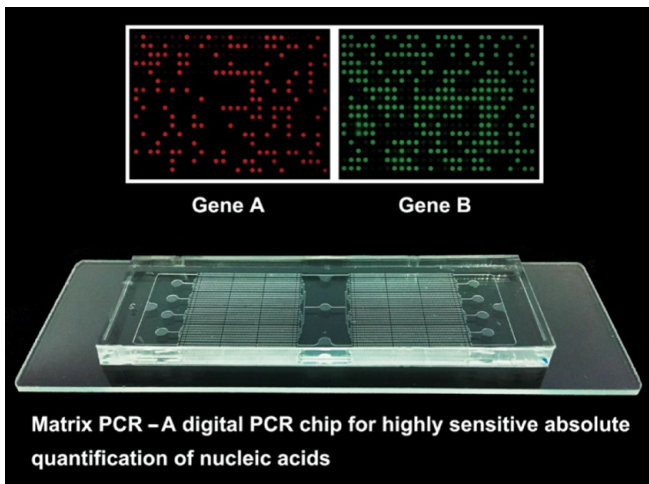 Gene A
Gene B
Matrix PCR – A digital PCR chip for highly sensitive absolute
quantification of nucleic acids